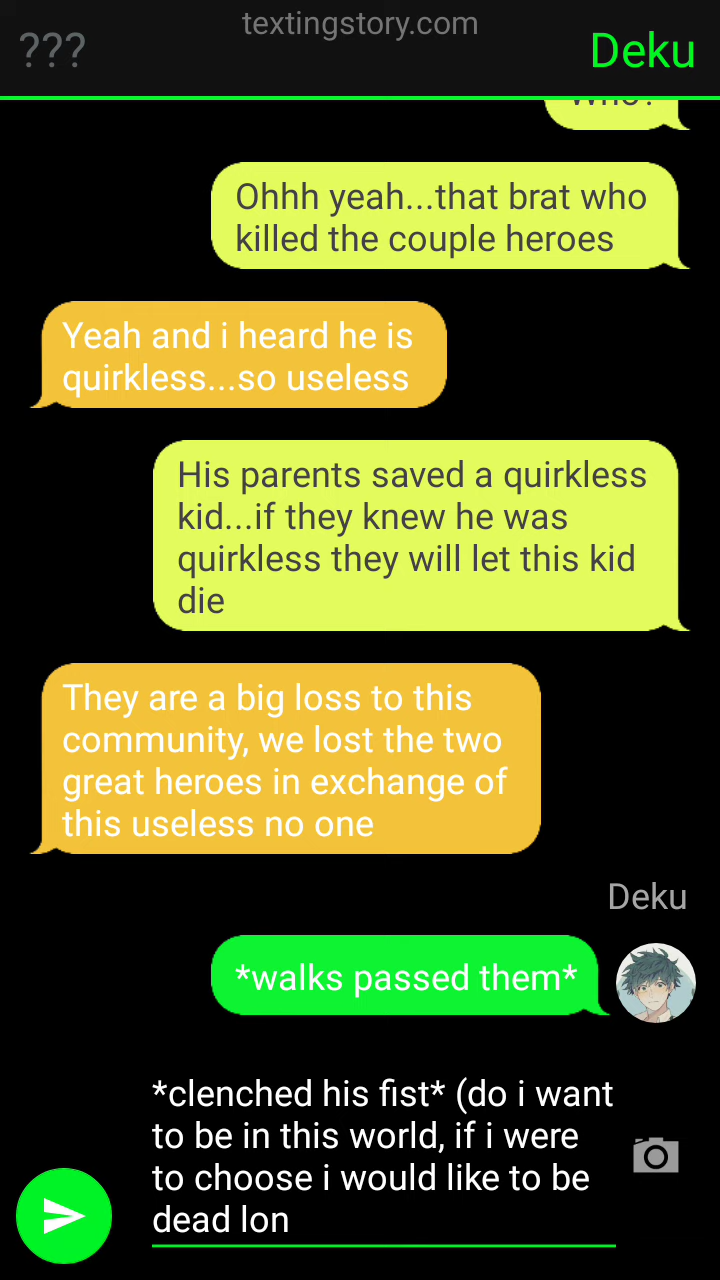 textingstory.com
???
Deku
Who?
Ohhh yeah...that brat who
killed the couple heroes
Yeah and i heard he is
quirkless...so useless
His parents saved a quirkless
kid...if they knew he was
quirkless they will let this kid
die
They are a big loss to this
community, we lost the two
great heroes in exchange of
this useless no one
Deku
*walks passed them*
*clenched his fist* (do i want
to be in this world, if i were
to choose i would like to be
dead lon